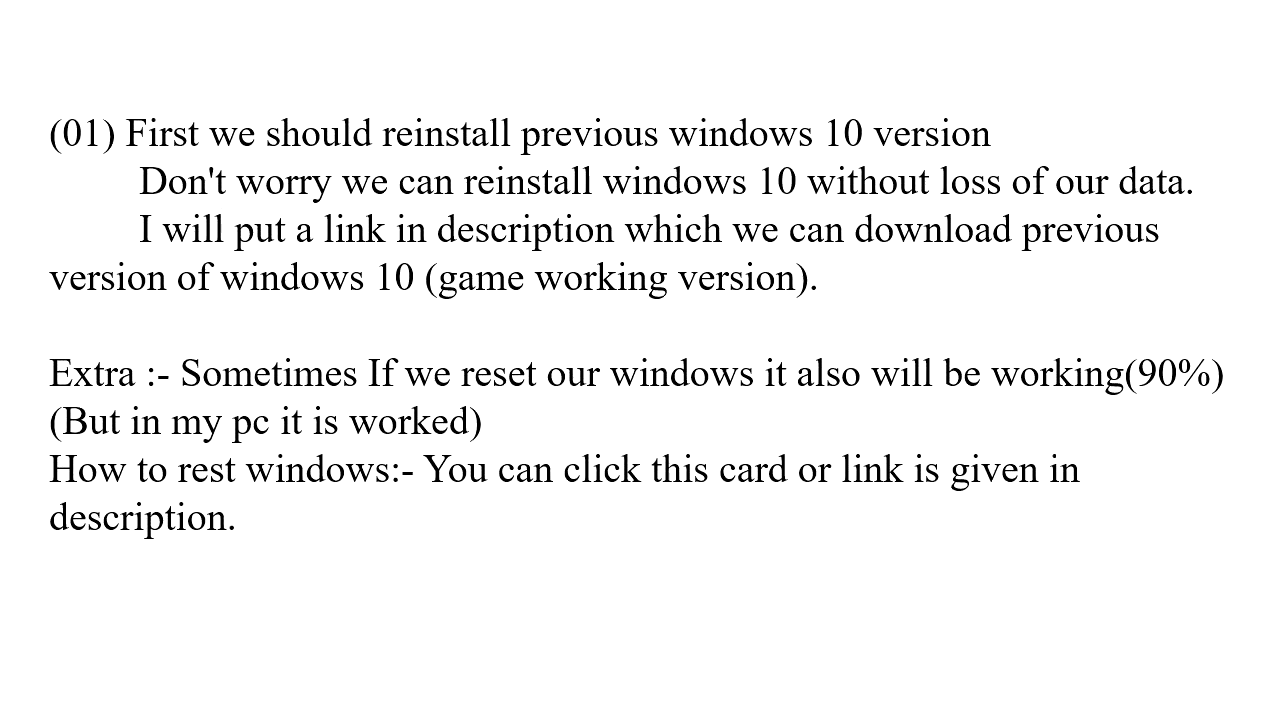 (01) First we should reinstall previous windows 10 version
Don't worry we can reinstall windows 10 without loss of our data.
I will put a link in description which we can download previous
version of windows 10 (game working version).
Extra :- Sometimes If we reset our windows it also will be working(90%)
(But in my pc it is worked)
How to rest windows:- You can click this card or link is given in
description.